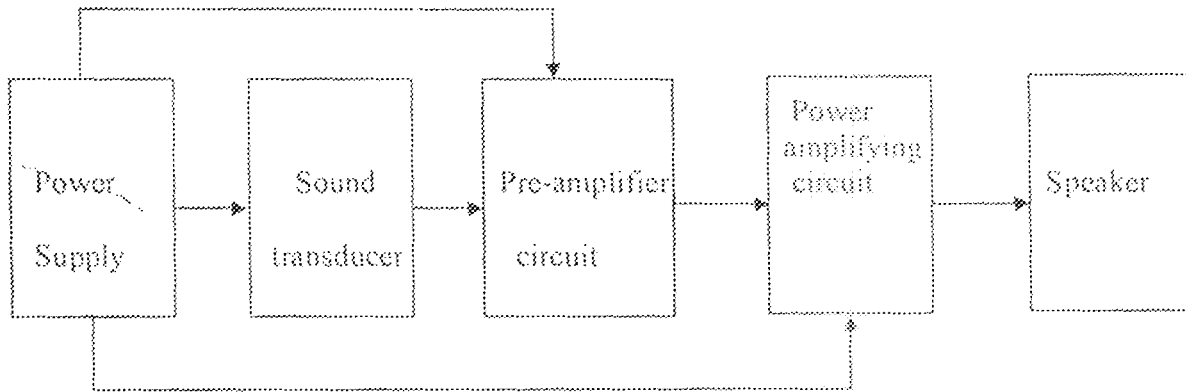 Power
Supply
Sound
transducer
Pre-amplifier
circuit
Power
amplifying
circuit
Speaker